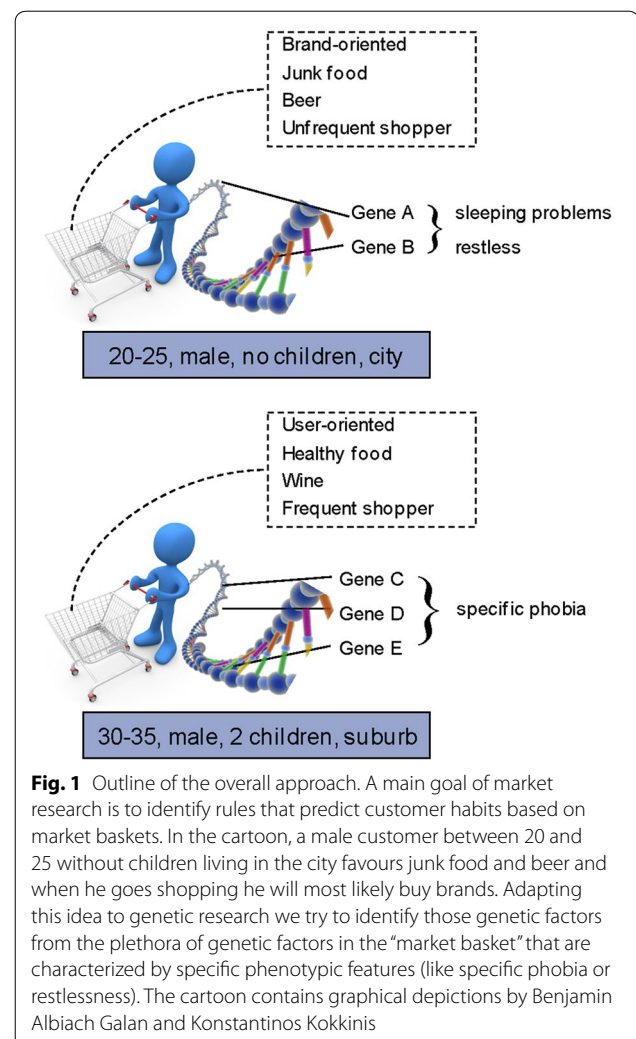 Brand-oriented
Junk food
Beer
Unfrequent shopper
Gene A
sleeping problems
Gene B
restless
20-25, male, no children, city
User-oriented
Healthy food
Wine
Frequent shopper
Gene C
Gene D
specific phobia
Gene E
30-35, male, 2 children, suburb
Fig. 1 Outline of the overall approach. A main goal of market
research is to identify rules that predict customer habits based on
market baskets. In the cartoon, a male customer between 20 and
25 without children living in the city favours junk food and beer and
when he goes shopping he will most likely buy brands. Adapting
this idea to genetic research we try to identify those genetic factors
from the plethora of genetic factors in the “market basket” that are
characterized by specific phenotypic features (like specific phobia or
restlessness). The cartoon contains graphical depictions by Benjamin
Albiach Galan and Konstantinos Kokkinis